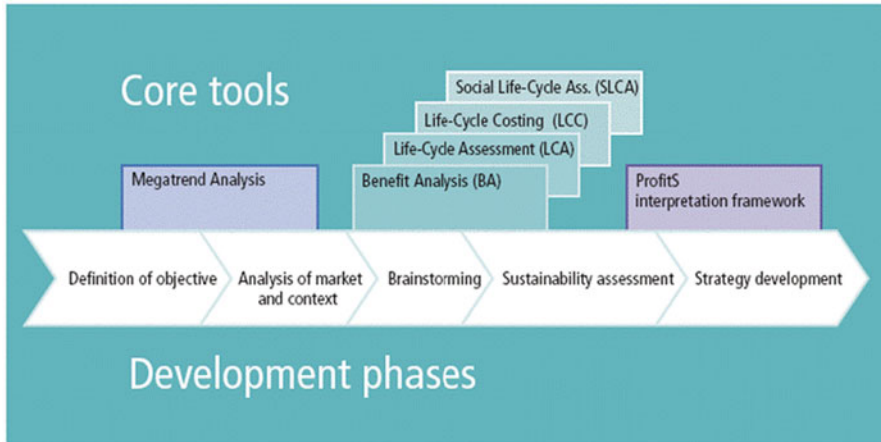 Core tools
Social Life-Cycle Ass. (SLCA)
Life-Cycle Costing (LCC)
Life-Cycle Assessment (LCA)
Megatrend Analysis
Benefit Analysis (BA)
ProfitS
interpretation framework
Definition of objective
Analysis of market
and context
Brainstorming
Sustainability assessment
Strategy development
Development phases